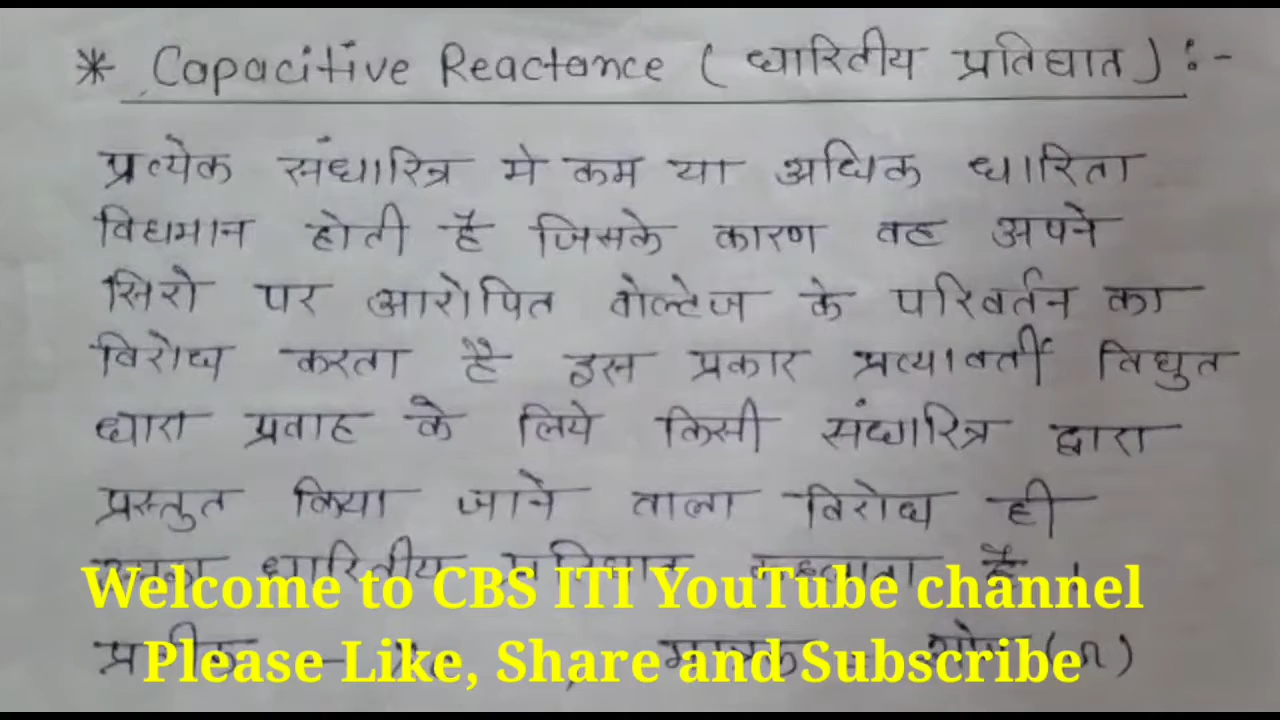 * Capacitive Reactance ( धारितीय प्रतिघात ) :-
प्रत्येक संधारित्र मे कम या अधिक धारिता
विद्यमान होती है जिसके कारण वह अपने
सिरो पर आरोपित वोल्टेज के परिवर्तन का
विरोध करता है इस प्रकार प्रत्यावर्ती विधुत
धारा प्रवाह के लिये किसी संधारित्र द्वारा
प्रस्तुत किया जाने वाला विरोध ही
धारितीय प्रतिघात कहलाता है ।
Welcome to CBS ITI YouTube channel
(Ω)
Please Like, Share and Subscribe